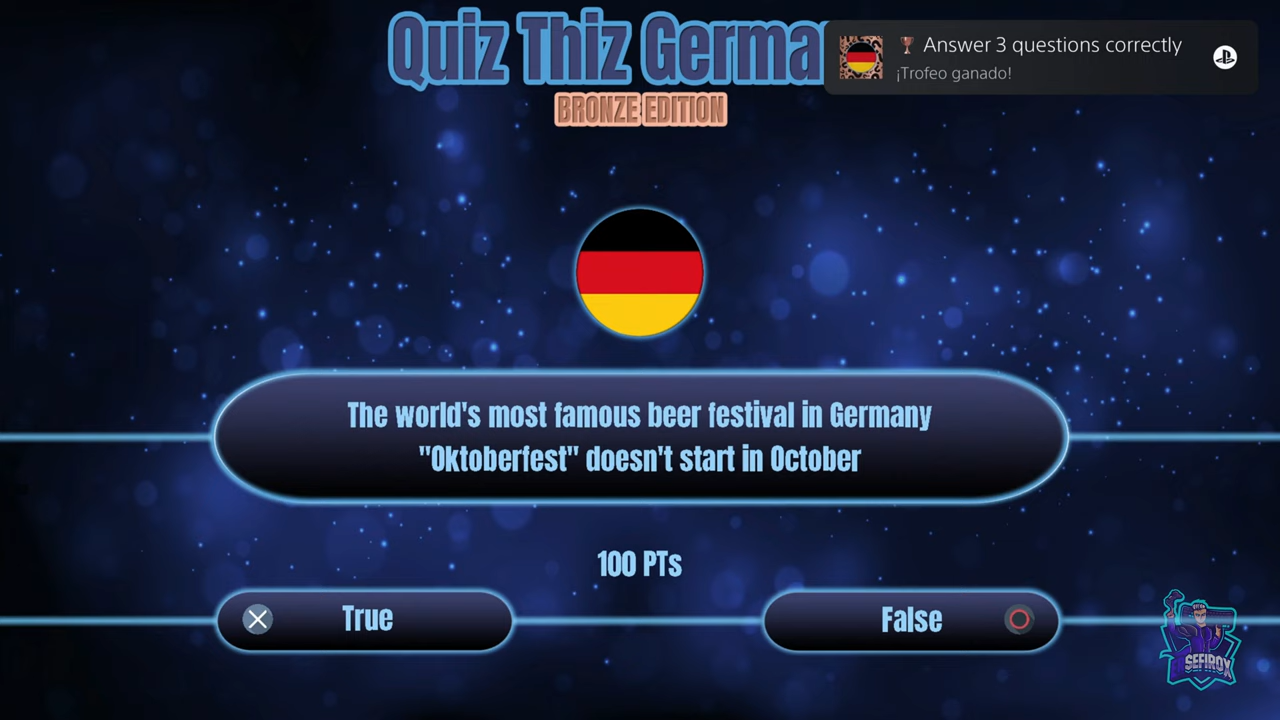 Quiz Thiz Germa
BRONZE EDITION
Answer 3 questions correctly
¡Trofeo ganado!
The world's most famous beer festival in Germany
"Oktoberfest" doesn't start in October
100 PTs
True
False
SEFIROX